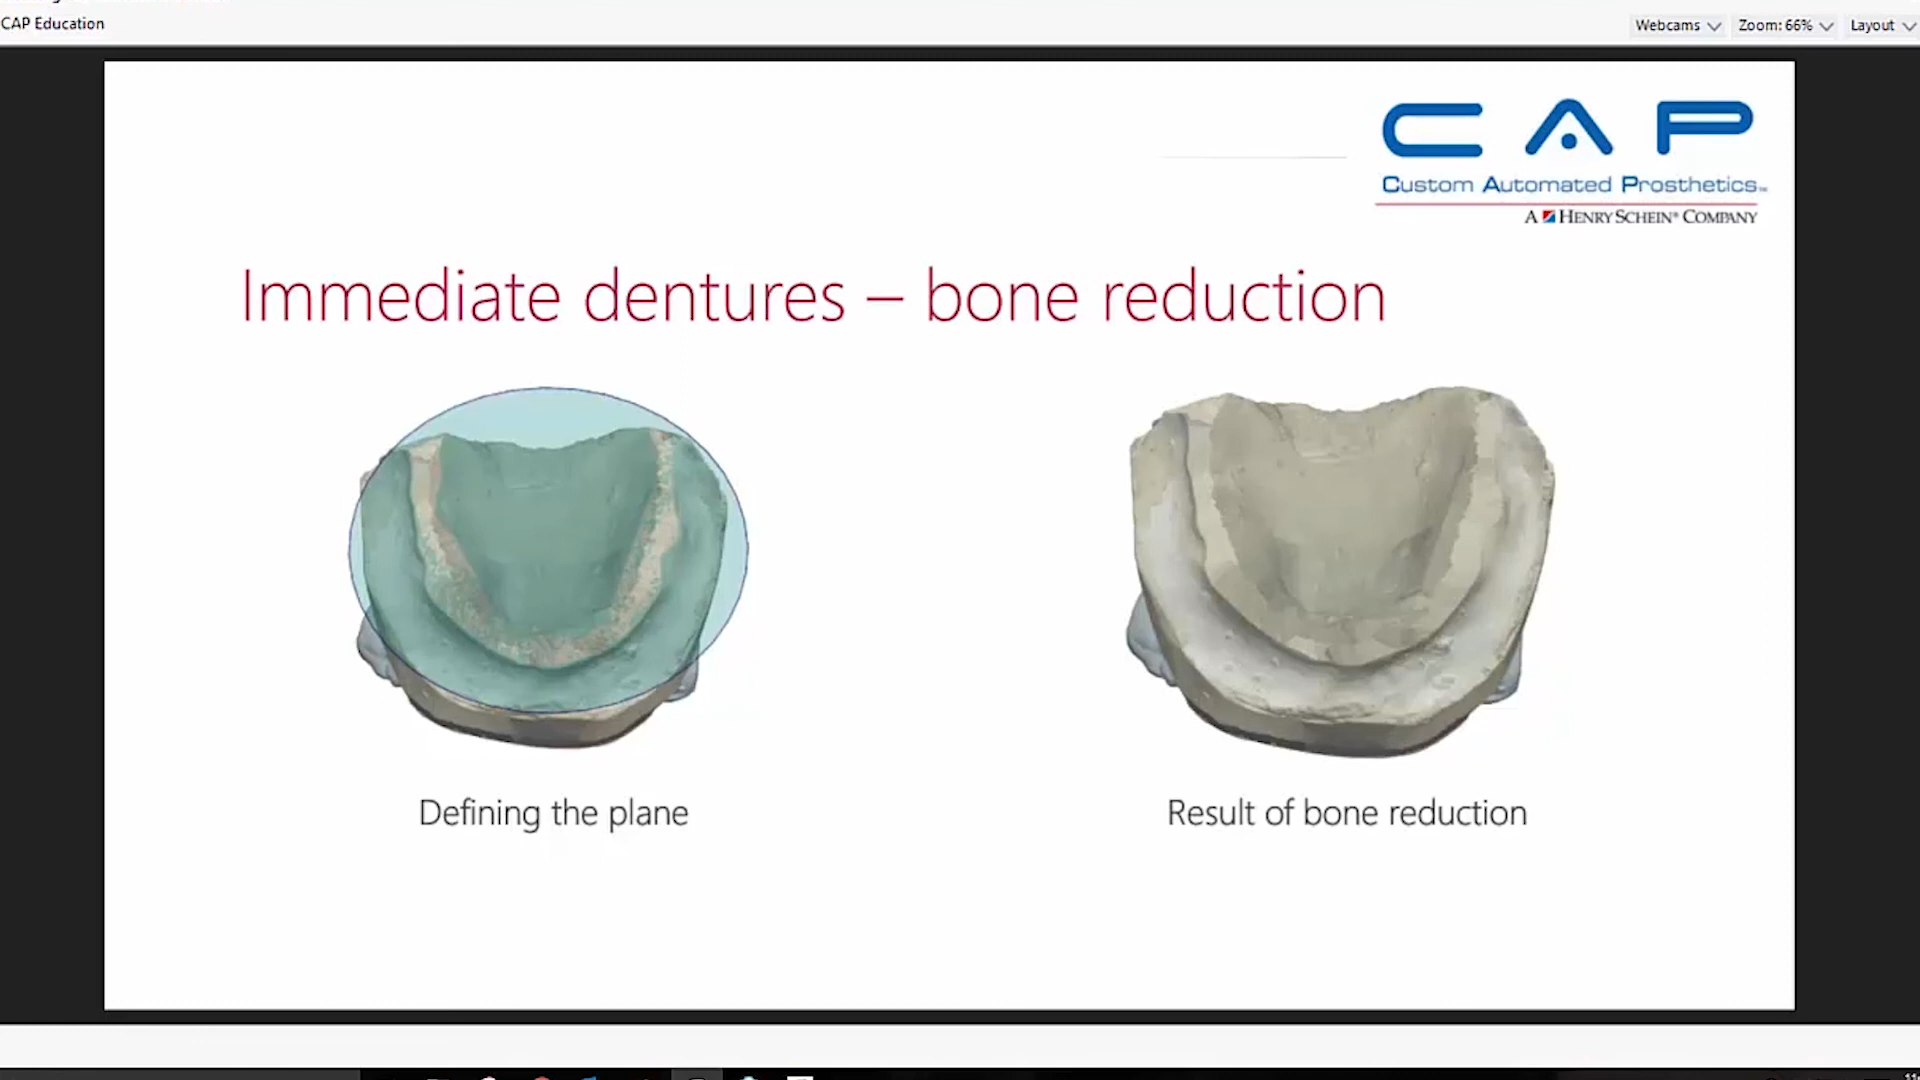 CAP Education
Webcams
Zoom: 66%
Layout
CAP
Custom Automated Prosthetics™
A HENRY SCHEIN® COMPANY
Immediate dentures – bone reduction
Defining the plane
Result of bone reduction